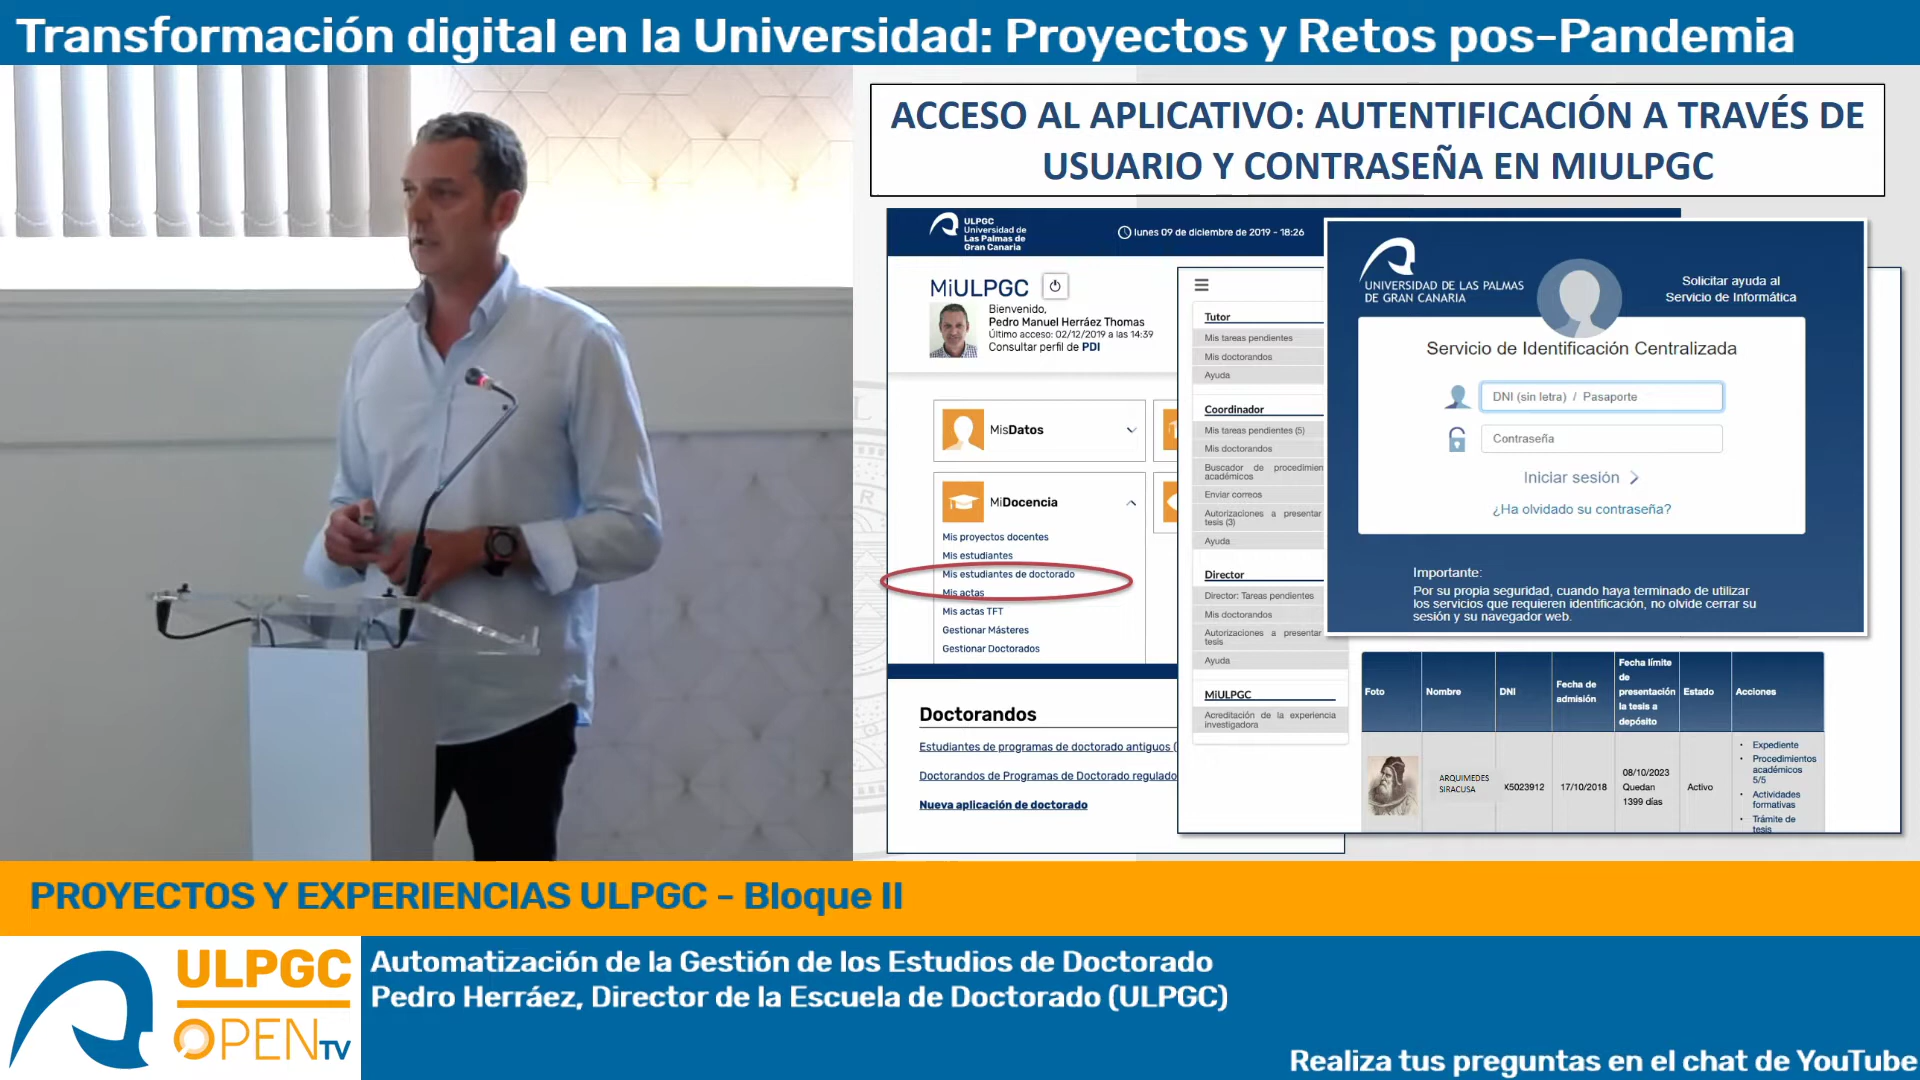 Transformación digital en la Universidad: Proyectos y Retos pos-Pandemia
ACCESO AL APLICATIVO: AUTENTIFICACIÓN A TRAVÉS DE
USUARIO Y CONTRASEÑA EN MIULPGC
ULPGC
Universidad de
Las Palmas de
Gran Canaria
lunes 09 de diciembre de 2019 - 18:26
MiULPGC
Bienvenido,
Pedro Manuel Herráez Thomas
Último acceso: 02/12/2019 a las 14:39
Consultar perfil de PDI
MisDatos
MiDocencia
Mis proyectos docentes
Mis estudiantes
Mis estudiantes de doctorado
Mis actas
Mis actas TFT
Gestionar Másteres
Gestionar Doctorados
Doctorandos
Estudiantes de programas de doctorado antiguos (
Doctorandos de Programas de Doctorado regulado
Nueva aplicación de doctorado
Tutor
Mis tareas pendientes
Mis doctorandos
Ayuda
Coordinador
Mis tareas pendientes (5)
Mis doctorandos
Buscador de procedimien
académicos
Enviar correos
Autorizaciones a presentar
tesis (3)
Ayuda
Director
Director: Tareas pendientes
Mis doctorandos
Autorizaciones a presentar
tesis
Ayuda
MiULPGC
Acreditación de la experiencia
investigadora
UNIVERSIDAD DE LAS PALMAS
DE GRAN CANARIA
Solicitar ayuda al
Servicio de Informática
Servicio de Identificación Centralizada
DNI (sin letra) / Pasaporte
Contraseña
Iniciar sesión
¿Ha olvidado su contraseña?
Importante:
Por su propia seguridad, cuando haya terminado de utilizar
los servicios que requieren identificación, no olvide cerrar su
sesión y su navegador web.
Foto
Nombre
DNI
Fecha de
admisión
Fecha límite
de
presentación
la tesis a
depósito
Estado
Acciones
ARQUIMEDES
SIRACUSA
X5023912
17/10/2018
08/10/2023
Quedan
1399 días
Activo
• Expediente
• Procedimientos
académicos
5/5
• Actividades
formativas
• Trámite de
tesis
PROYECTOS Y EXPERIENCIAS ULPGC - Bloque II
ULPGC
OPENTV
Automatización de la Gestión de los Estudios de Doctorado
Pedro Herráez, Director de la Escuela de Doctorado (ULPGC)
Realiza tus preguntas en el chat de YouTube